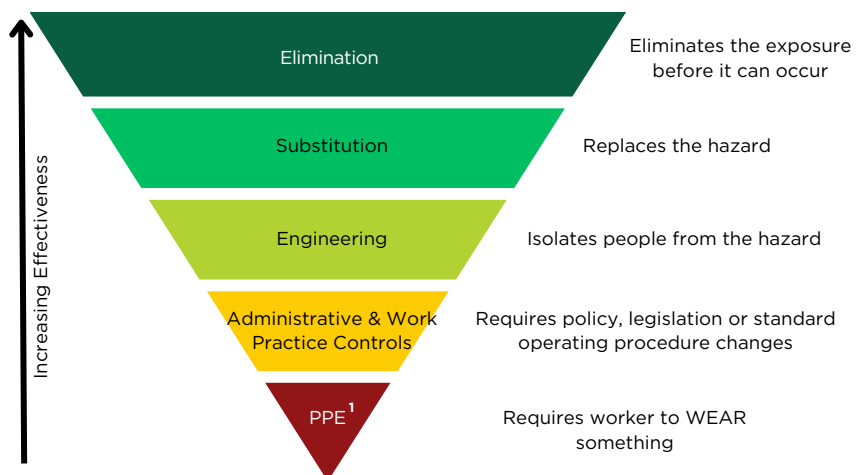 Elimination
Eliminates the exposure
before it can occur
Substitution
Replaces the hazard
Engineering
Isolates people from the hazard
Administrative & Work
Practice Controls
Requires policy, legislation or standard
operating procedure changes
PPE¹
Requires worker to WEAR
something
Increasing Effectiveness